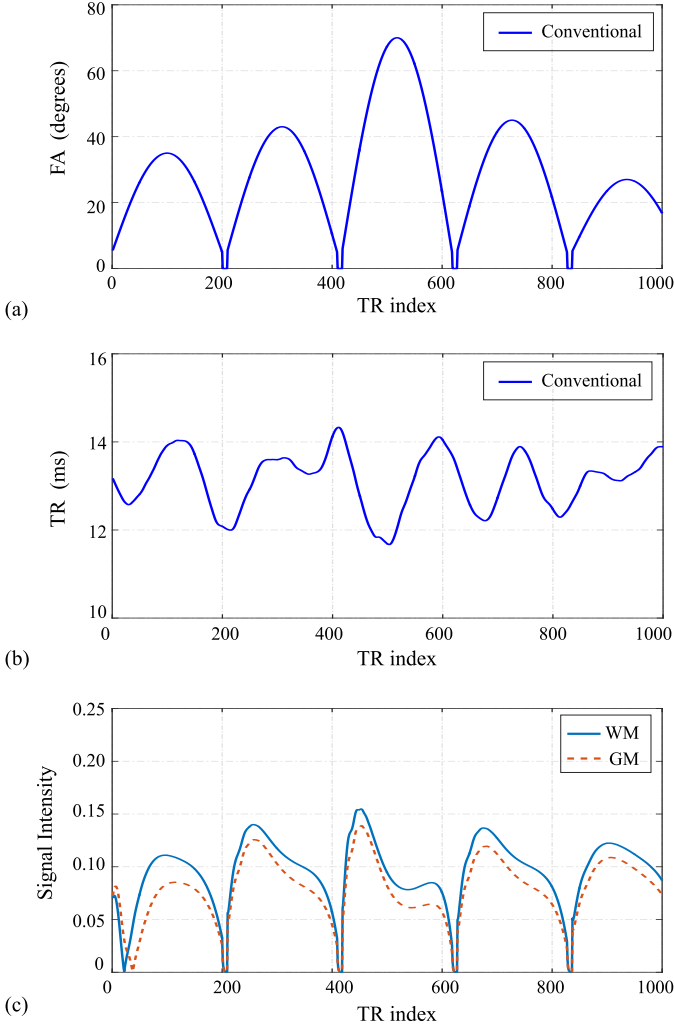 80
60
40
20
0
FA (degrees)
Conventional
0 200 400 600 800 1000
TR index
(a)
16
14
12
10
TR (ms)
Conventional
0 200 400 600 800 1000
TR index
(b)
0.25
0.20
0.15
0.10
0.05
0
Signal Intensity
WM
GM
0 200 400 600 800 1000
TR index
(c)